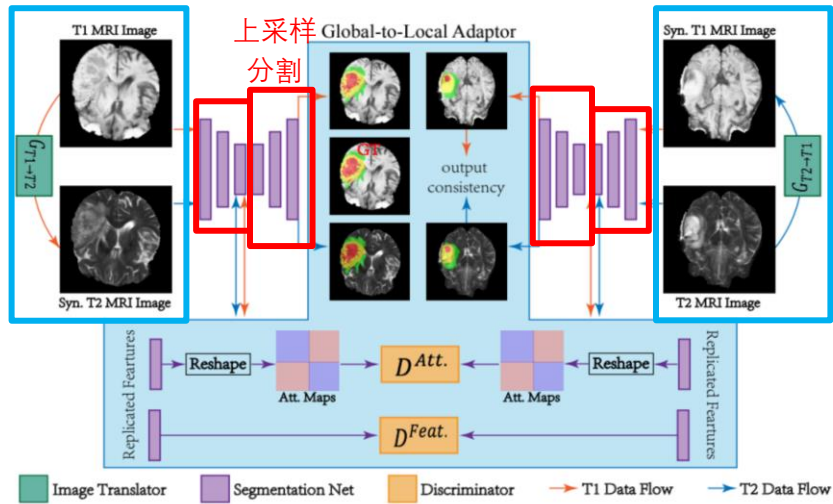 T1 MRI Image
上采样
分割
Global-to-Local Adaptor
Syn. T1 MRI Image
G_{T1→T2}
GT
output
consistency
G_{T2→T1}
Syn. T2 MRI Image
T2 MRI Image
Replicated Feartures
Reshape
Att. Maps
D^{Att.}
Att. Maps
Reshape
Replicated Feartures
D^{Feat.}
Image Translator
Segmentation Net
Discriminator
T1 Data Flow
T2 Data Flow